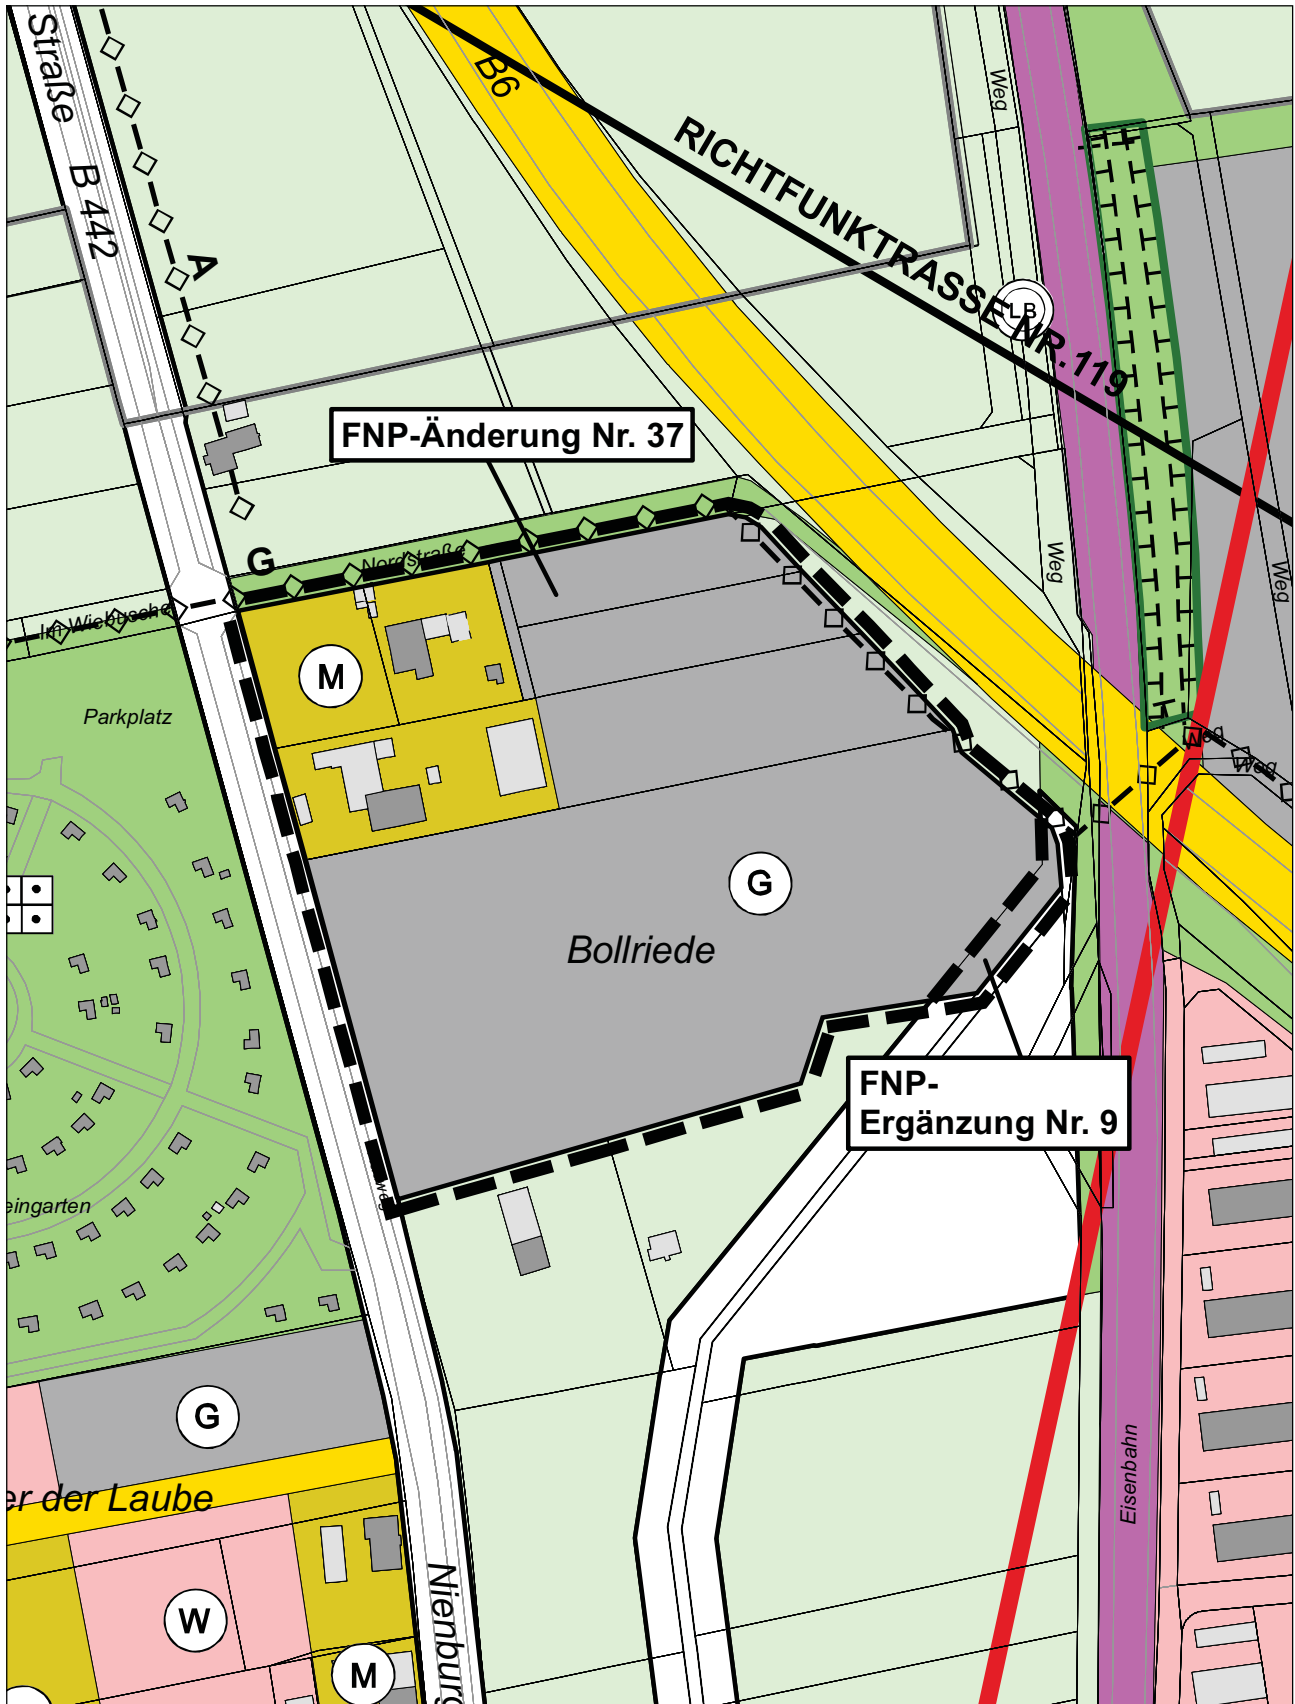 Straße
B 442
B6
Weg
RICHTFUNKTRASSE NR. 119
A
LB
FNP-Änderung Nr. 37
G
Nordstraße
Weg
Weg
Im Wiebusche
M
Parkplatz
Weg
Weg
G
Bollriede
FNP-
Ergänzung Nr. 9
weg
eingarten
G
er der Laube
Eisenbahn
W
Nienburg
M